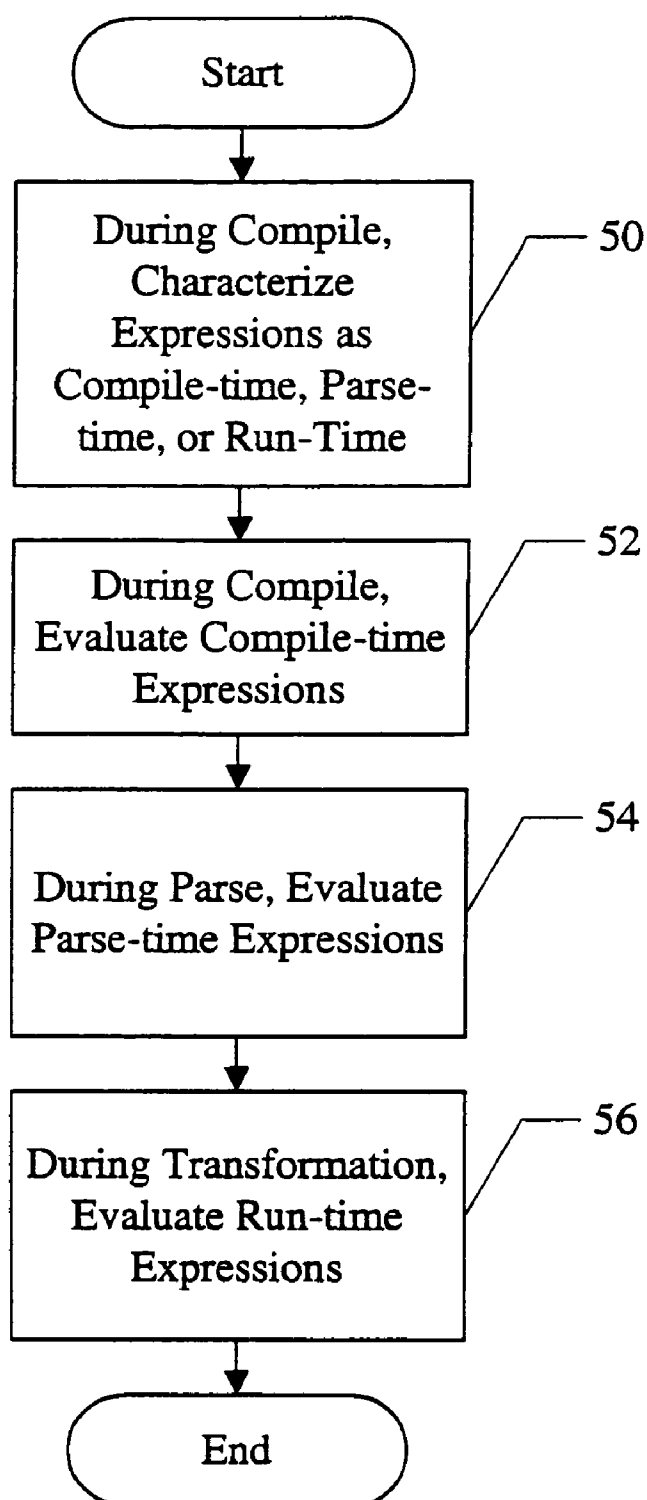 Start
During Compile,
Characterize
Expressions as
Compile-time, Parse-
time, or Run-Time
50
During Compile,
Evaluate Compile-time
Expressions
52
During Parse, Evaluate
Parse-time Expressions
54
During Transformation,
Evaluate Run-time
Expressions
56
End